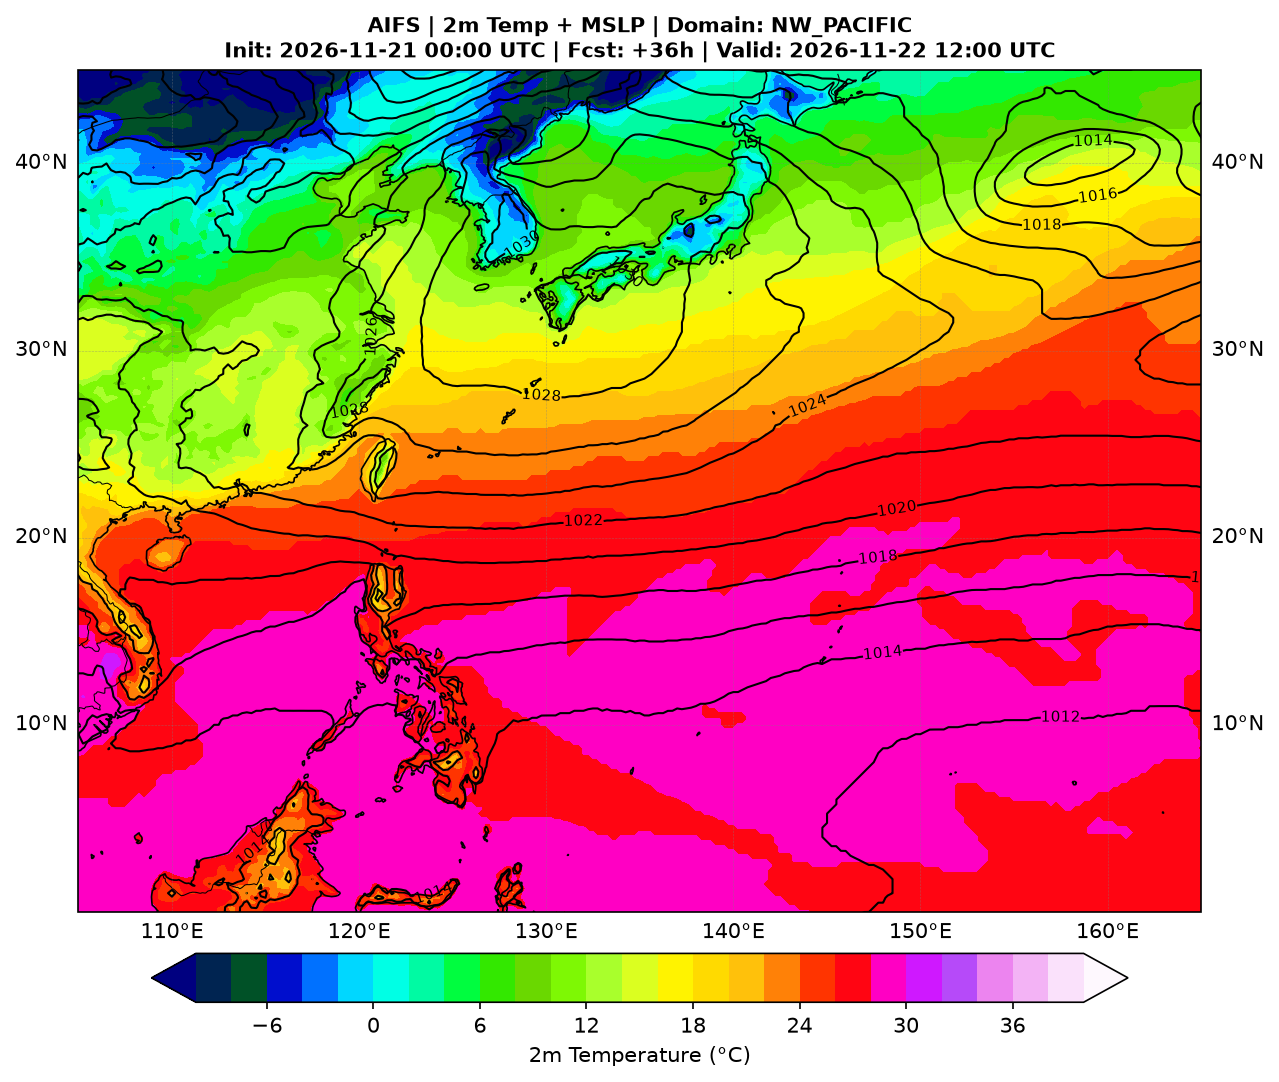 AIFS | 2m Temp + MSLP | Domain: NW_PACIFIC
Init: 2026-11-21 00:00 UTC | Fcst: +36h | Valid: 2026-11-22 12:00 UTC
1014
40°N
40°N
1016
1018
1030
1026
30°N
30°N
1028
1028
1024
1020
1022
20°N
20°N
1018
1014
1012
10°N
10°N
1014
1014
110°E
120°E
130°E
140°E
150°E
160°E
−6
0
6
12
18
24
30
36
2m Temperature (°C)